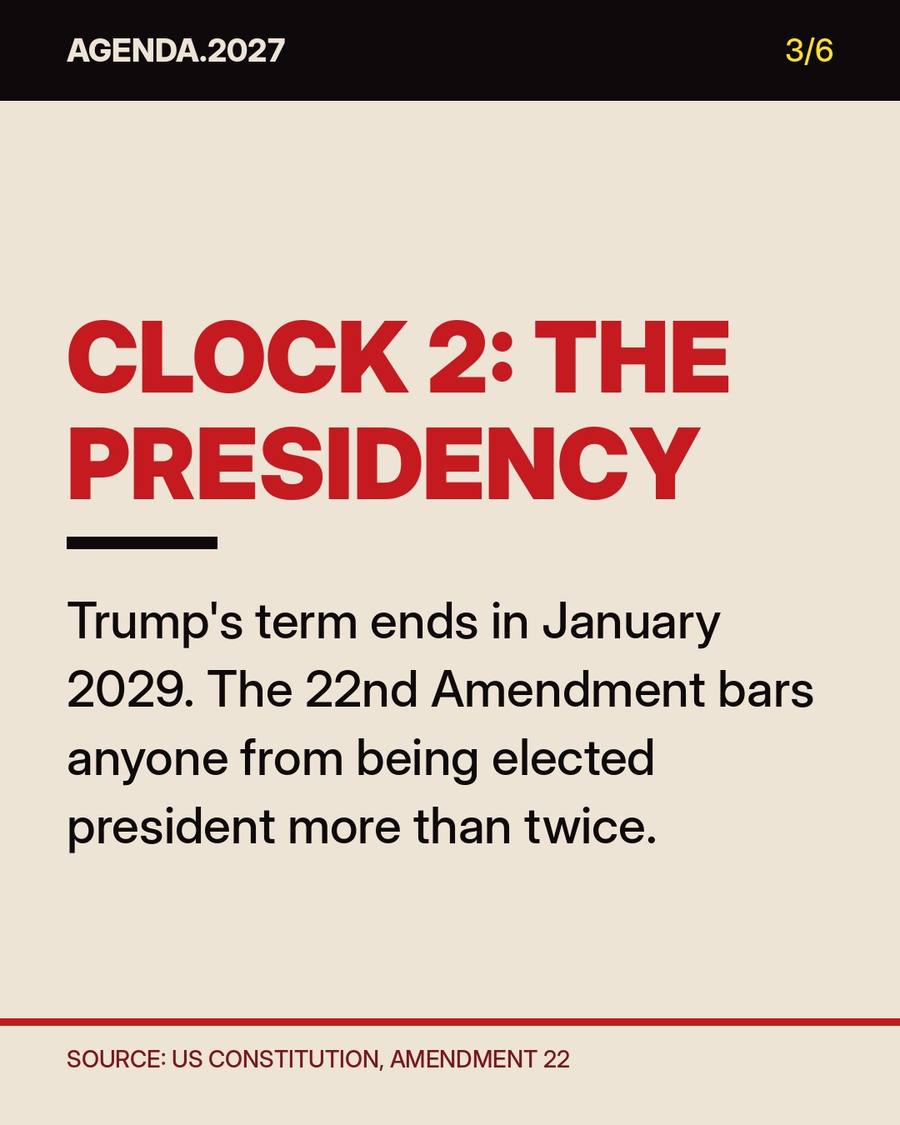 AGENDA.2027
3/6
CLOCK 2: THE
PRESIDENCY
Trump's term ends in January
2029. The 22nd Amendment bars
anyone from being elected
president more than twice.
SOURCE: US CONSTITUTION, AMENDMENT 22